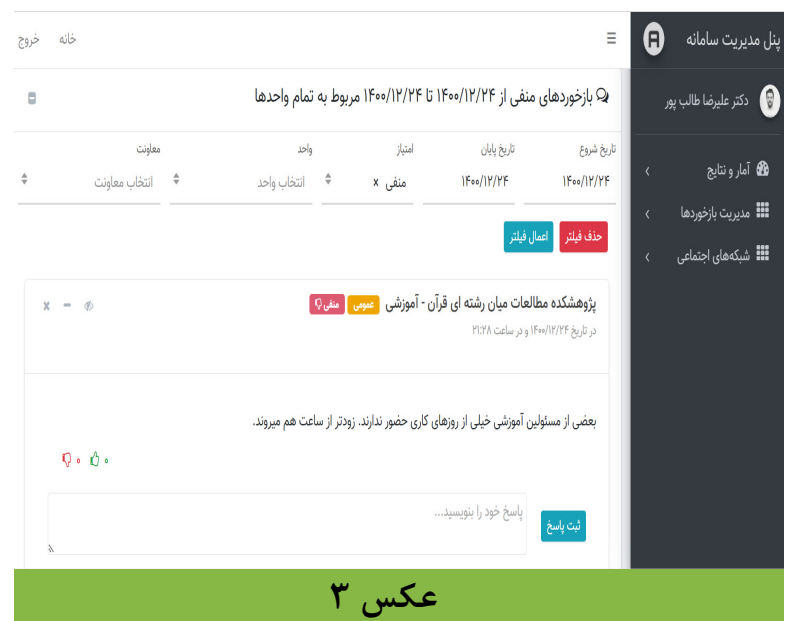 پنل مدیریت سامانه
خانه خروج
دکتر علیرضا طالب پور
آمار و نتایج
مدیریت بازخوردها
شبکه‌های اجتماعی
بازخوردهای منفی از ۱۴۰۰/۱۲/۲۴ تا ۱۴۰۰/۱۲/۲۴ مربوط به تمام واحدها
تاریخ شروع تاریخ پایان امتیاز واحد معاونت
۱۴۰۰/۱۲/۲۴ ۱۴۰۰/۱۲/۲۴ منفی × انتخاب واحد انتخاب معاونت
حذف فیلتر اعمال فیلتر
پژوهشکده مطالعات میان رشته ای قرآن - آموزشی عمومی منفی
در تاریخ ۱۴۰۰/۱۲/۲۴ و در ساعت ۲۱:۲۸
بعضی از مسئولین آموزشی خیلی از روزهای کاری حضور ندارند. زودتر از ساعت هم میروند.
۰ ۰
پاسخ خود را بنویسید...
ثبت پاسخ
عکس ۳